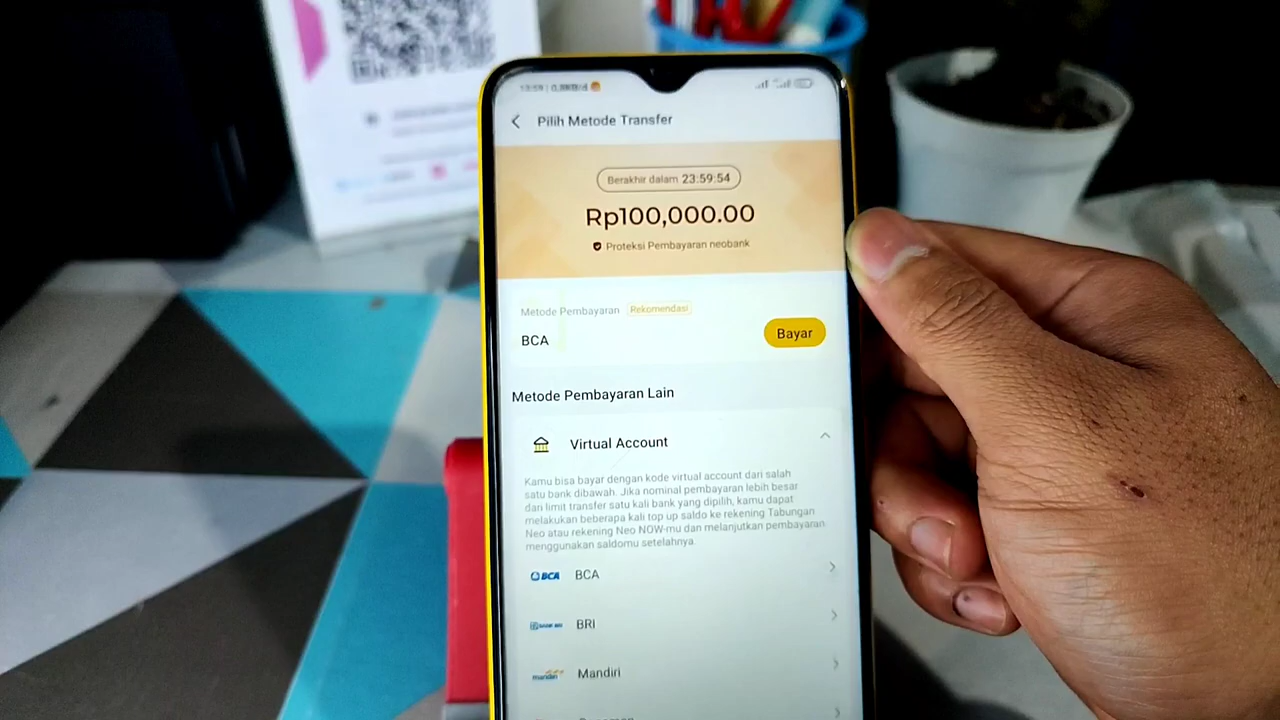 Pilih Metode Transfer
Berakhir dalam 23:59:54
Rp100,000.00
Proteksi Pembayaran neobank
Metode Pembayaran Rekomendasi
BCA
Bayar
Metode Pembayaran Lain
Virtual Account
Kamu bisa bayar dengan kode virtual account dari salah
satu bank dibawah. Jika nominal pembayaran lebih besar
dari limit transfer satu kali bank yang dipilih, kamu dapat
melakukan beberapa kali top up saldo ke rekening Tabungan
Neo atau rekening Neo NOW-mu dan melanjutkan pembayaran
menggunakan saldomu setelahnya.
BCA BCA
BRI
mandiri Mandiri